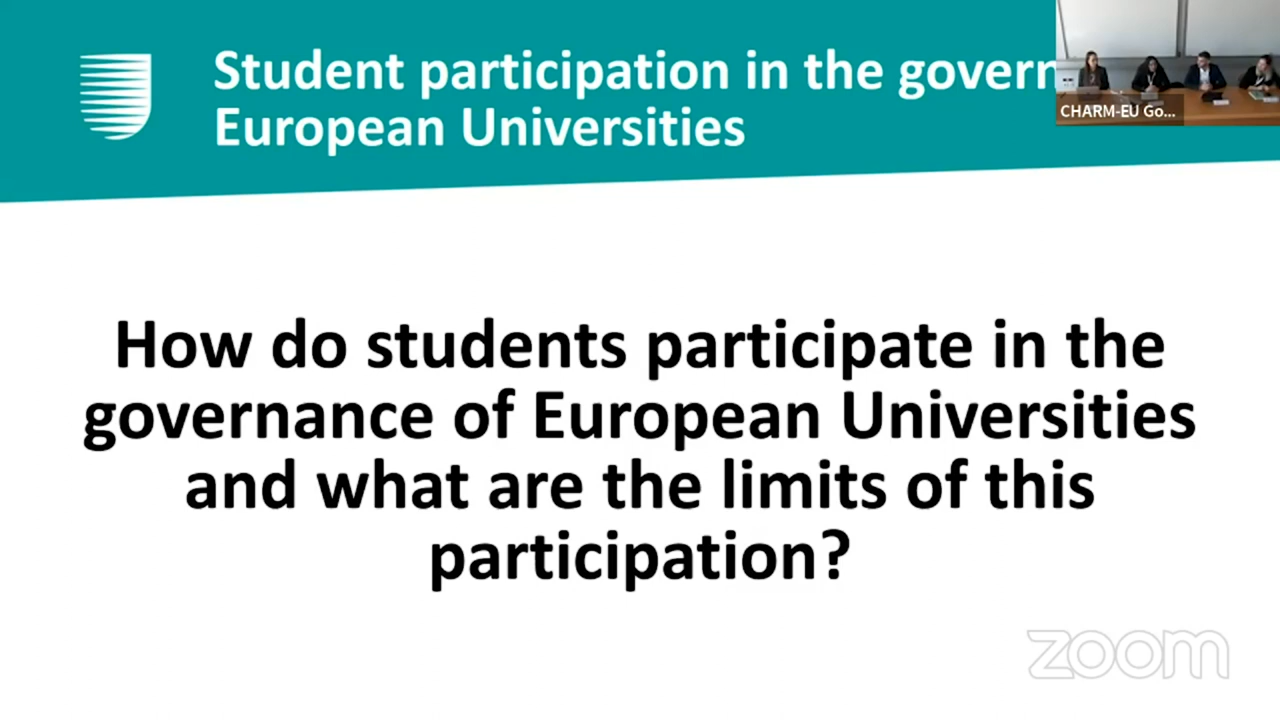 Student participation in the govern
European Universities
CHARM-EU Go...
How do students participate in the
governance of European Universities
and what are the limits of this
participation?
zoom